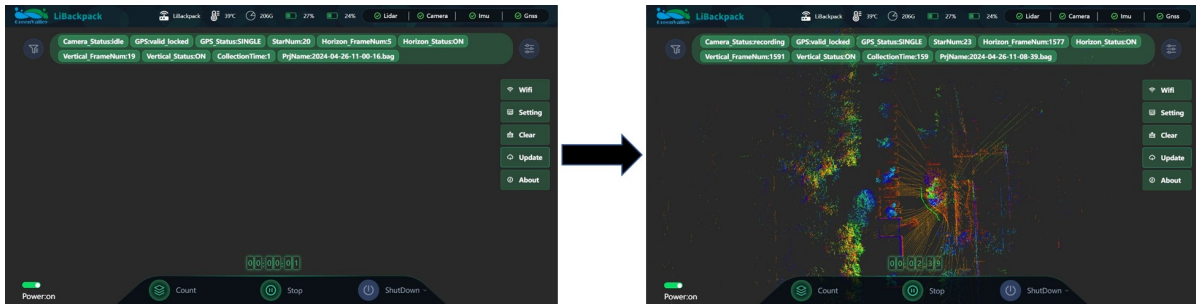 LiBackpack LiBackpack 39°C 206G 27% 24% Lidar Camera Imu Gnss
GreenValley
Camera_Status:idle GPS:valid_locked GPS_Status:SINGLE StarNum:20 Horizon_FrameNum:5 Horizon_Status:ON
Vertical_FrameNum:19 Vertical_Status:ON CollectionTime:1 PrjName:2024-04-26-11-00-16.bag
Wifi
Setting
Clear
Update
About
00:00:01
Power:on Count Stop ShutDown
LiBackpack LiBackpack 39°C 206G 27% 24% Lidar Camera Imu Gnss
GreenValley
Camera_Status:recording GPS:valid_locked GPS_Status:SINGLE StarNum:23 Horizon_FrameNum:1577 Horizon_Status:ON
Vertical_FrameNum:1591 Vertical_Status:ON CollectionTime:159 PrjName:2024-04-26-11-08-39.bag
Wifi
Setting
Clear
Update
About
00:02:39
Power:on Count Stop ShutDown